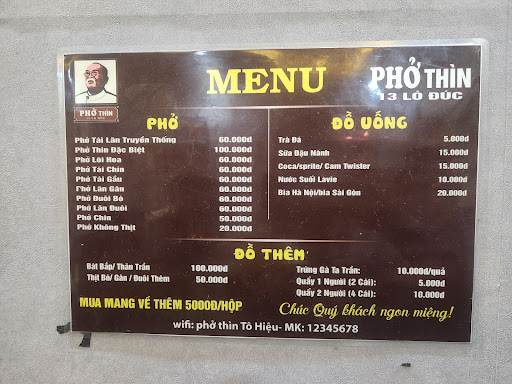 MENU
PHỞ THÌN
13 LÒ ĐÚC
PHỞ THÌN
13 LÒ ĐÚC
PHỞ
Phở Tái Lăn Truyền Thống 60.000đ
Phở Thìn Đặc Biệt 100.000đ
Phở Lõi Hoa 60.000đ
Phở Tái Chín 60.000đ
Phở Tái Gầu 60.000đ
Phở Lăn Gân 60.000đ
Phở Đuôi Bò 60.000đ
Phở Lăn Đuôi 60.000đ
Phở Chín 50.000đ
Phở Không Thịt 20.000đ
ĐỒ UỐNG
Trà Đá 5.000đ
Sữa Đậu Nành 15.000đ
Coca/sprite/ Cam Twister 15.000đ
Nước Suối Lavie 10.000đ
Bia Hà Nội/bia Sài Gòn 20.000đ
ĐỒ THÊM
Bát Bắp/ Thăn Trần 100.000đ
Thịt Bò/ Gân / Đuôi Thêm 50.000đ
Trứng Gà Ta Trần: 10.000đ/quả
Quẩy 1 Người (2 Cái): 5.000đ
Quẩy 2 Người (4 Cái): 10.000đ
MUA MANG VỀ THÊM 5000Đ/HỘP
Chúc Quý khách ngon miệng!
wifi: phở thìn Tô Hiệu- MK: 12345678